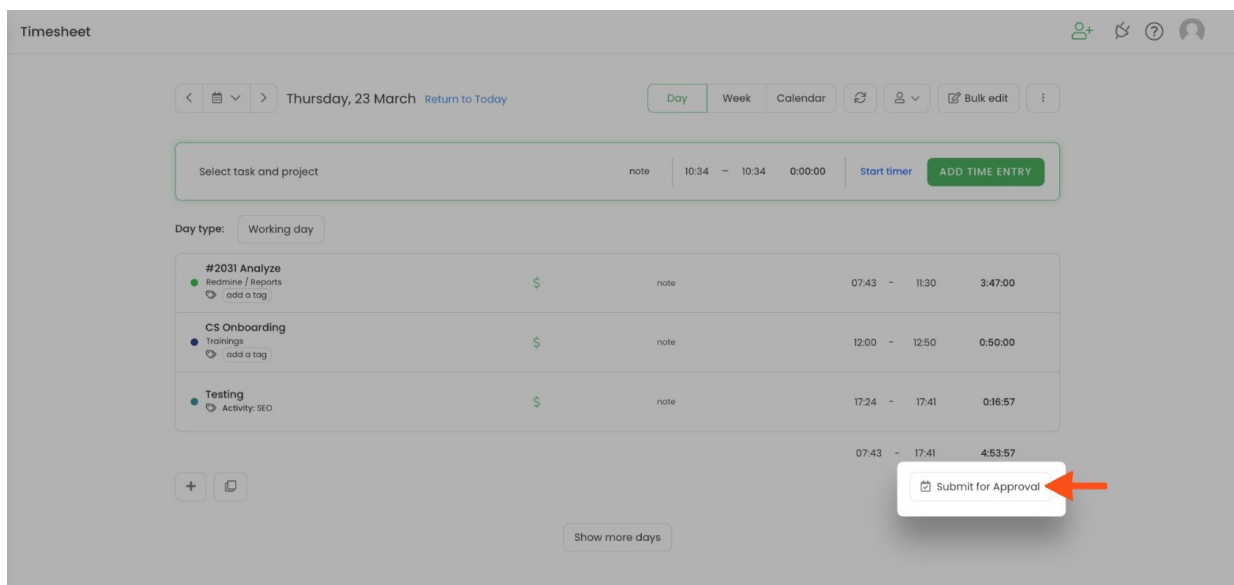 Timesheet
Thursday, 23 March Return to Today
Day Week Calendar Bulk edit
Select task and project note 10:34 – 10:34 0:00:00 Start timer ADD TIME ENTRY
Day type: Working day
#2031 Analyze
Redmine / Reports
add a tag
$ note 07:43 - 11:30 3:47:00
CS Onboarding
Trainings
add a tag
$ note 12:00 - 12:50 0:50:00
Testing
Activity: SEO
$ note 17:24 - 17:41 0:16:57
07:43 - 17:41 4:53:57
Submit for Approval
Show more days